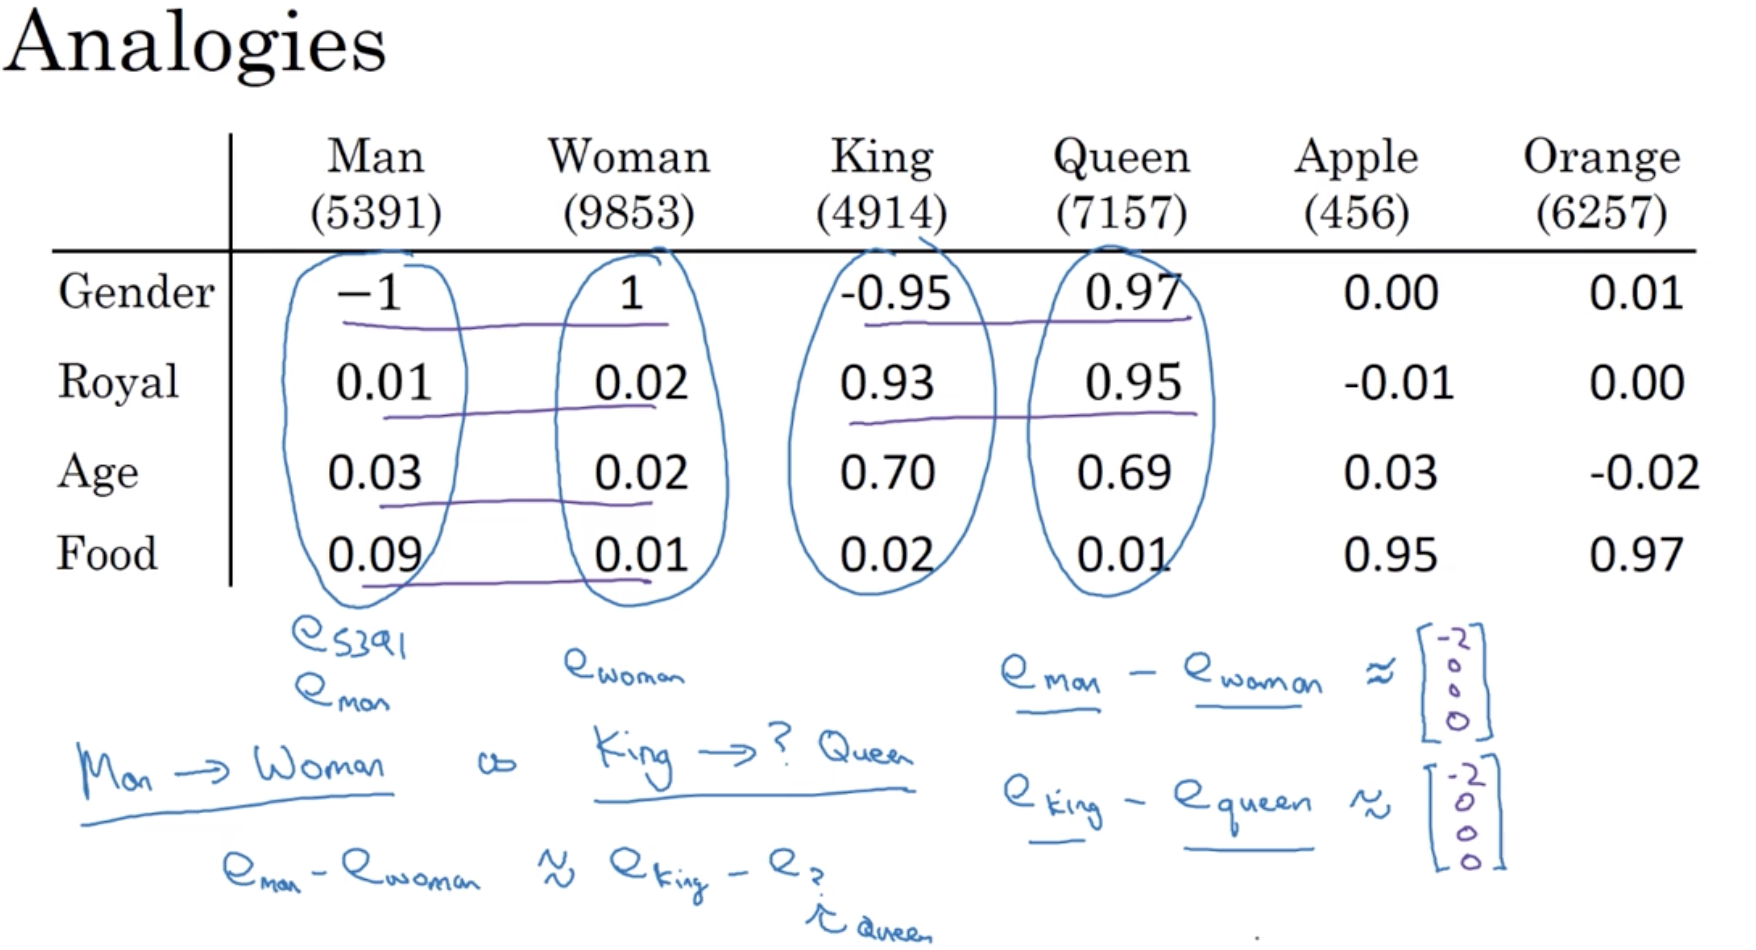 Analogies
Man Woman King Queen Apple Orange
(5391) (9853) (4914) (7157) (456) (6257)
Gender −1 1 -0.95 0.97 0.00 0.01
Royal 0.01 0.02 0.93 0.95 -0.01 0.00
Age 0.03 0.02 0.70 0.69 0.03 -0.02
Food 0.09 0.01 0.02 0.01 0.95 0.97
e5391
eman
ewoman
eman − ewoman ≈ [-2 0 0 0]
Man → Woman as King → ? Queen
eking − equeen ≈ [-2 0 0 0]
eman - ewoman ≈ eking - e?
↑ Queen